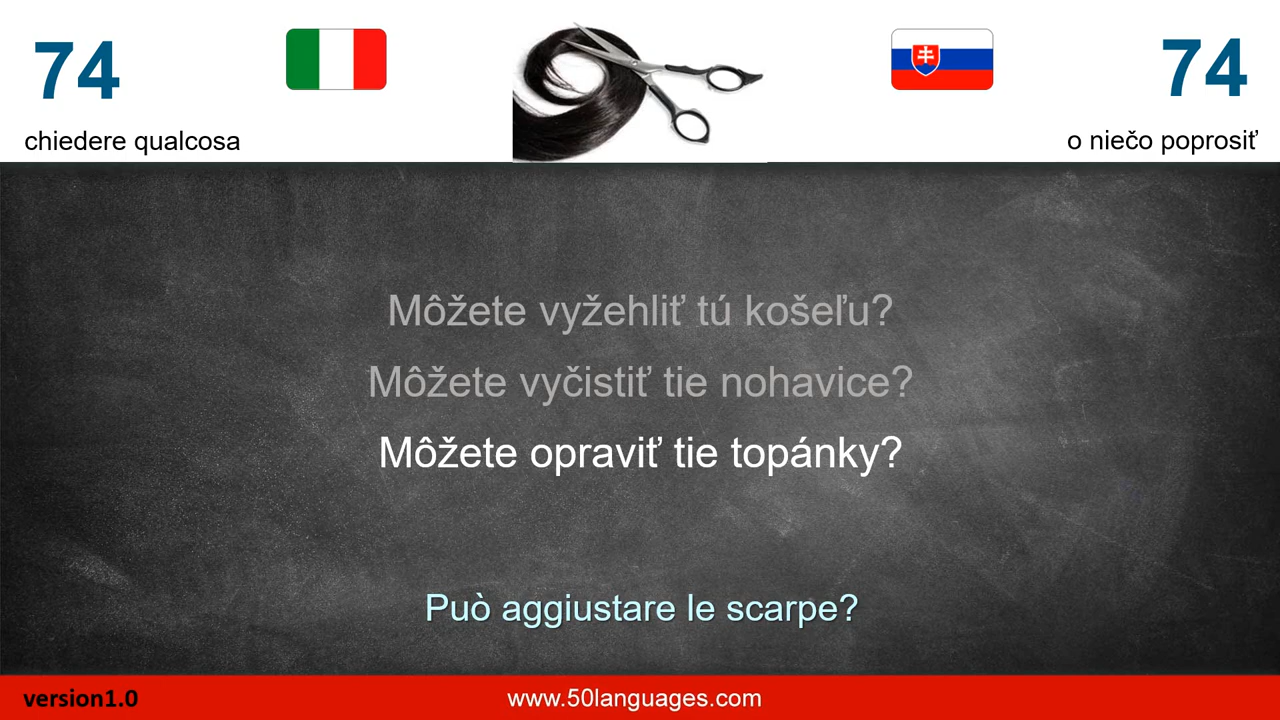 74
74
chiedere qualcosa
o niečo poprosiť
Môžete vyžehliť tú košeľu?
Môžete vyčistiť tie nohavice?
Môžete opraviť tie topánky?
Può aggiustare le scarpe?
version1.0
www.50languages.com